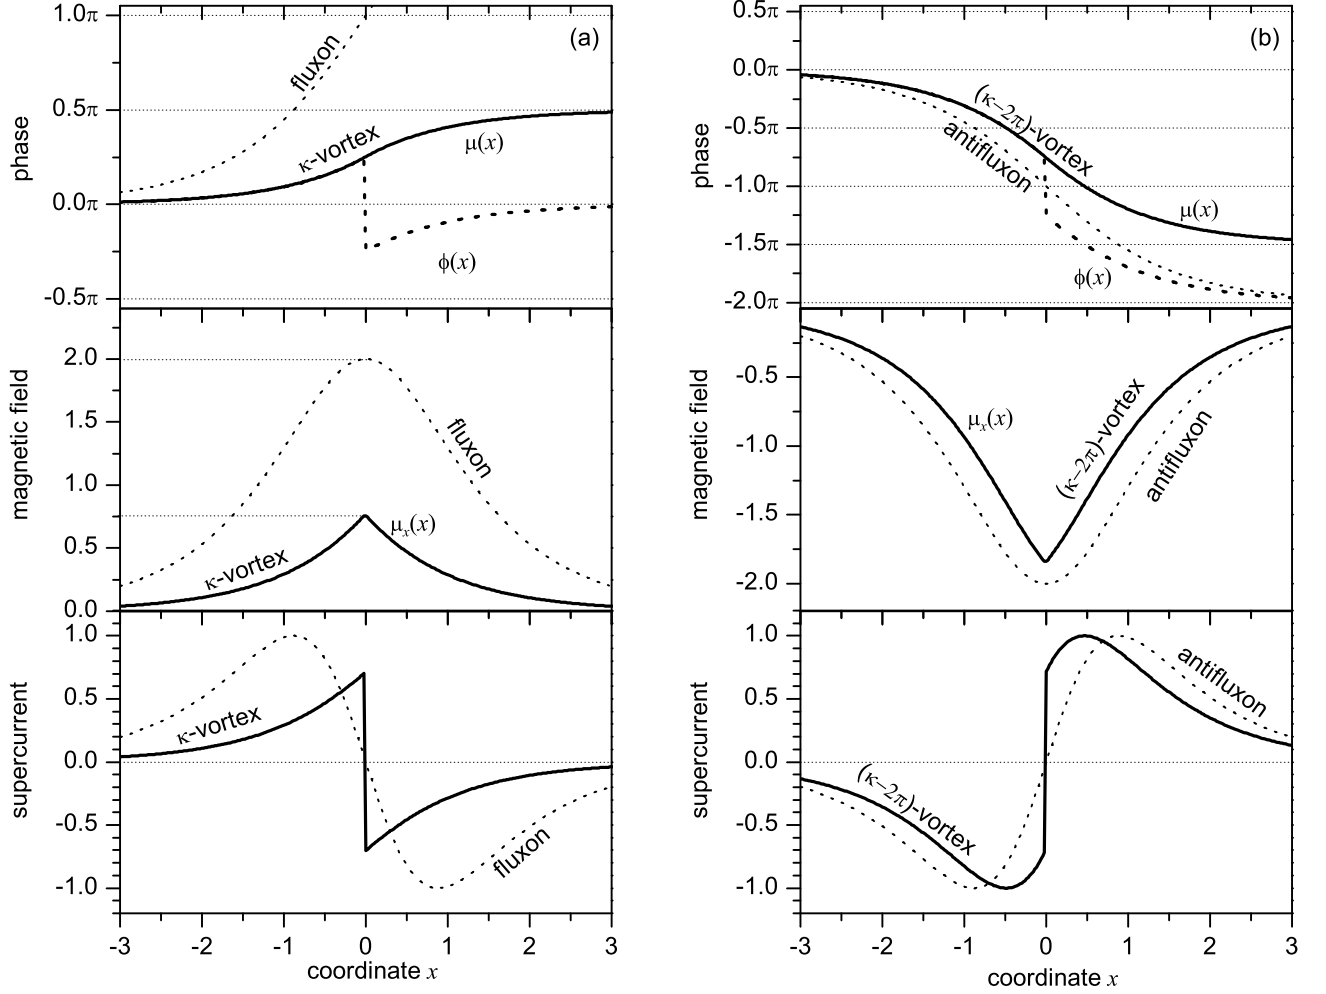 (a)
1.0π
0.5π
0.0π
-0.5π
phase
fluxon
κ-vortex
μ(x)
ϕ(x)
2.0
1.5
1.0
0.5
0.0
magnetic field
fluxon
κ-vortex
μx(x)
1.0
0.5
0.0
-0.5
-1.0
supercurrent
κ-vortex
fluxon
-3 -2 -1 0 1 2 3
coordinate x
(b)
0.5π
0.0π
-0.5π
-1.0π
-1.5π
-2.0π
phase
(κ−2π)-vortex
antifluxon
μ(x)
ϕ(x)
-0.5
-1.0
-1.5
-2.0
magnetic field
μx(x)
(κ−2π)-vortex
antifluxon
1.0
0.5
0.0
-0.5
-1.0
supercurrent
antifluxon
(κ−2π)-vortex
-3 -2 -1 0 1 2 3
coordinate x